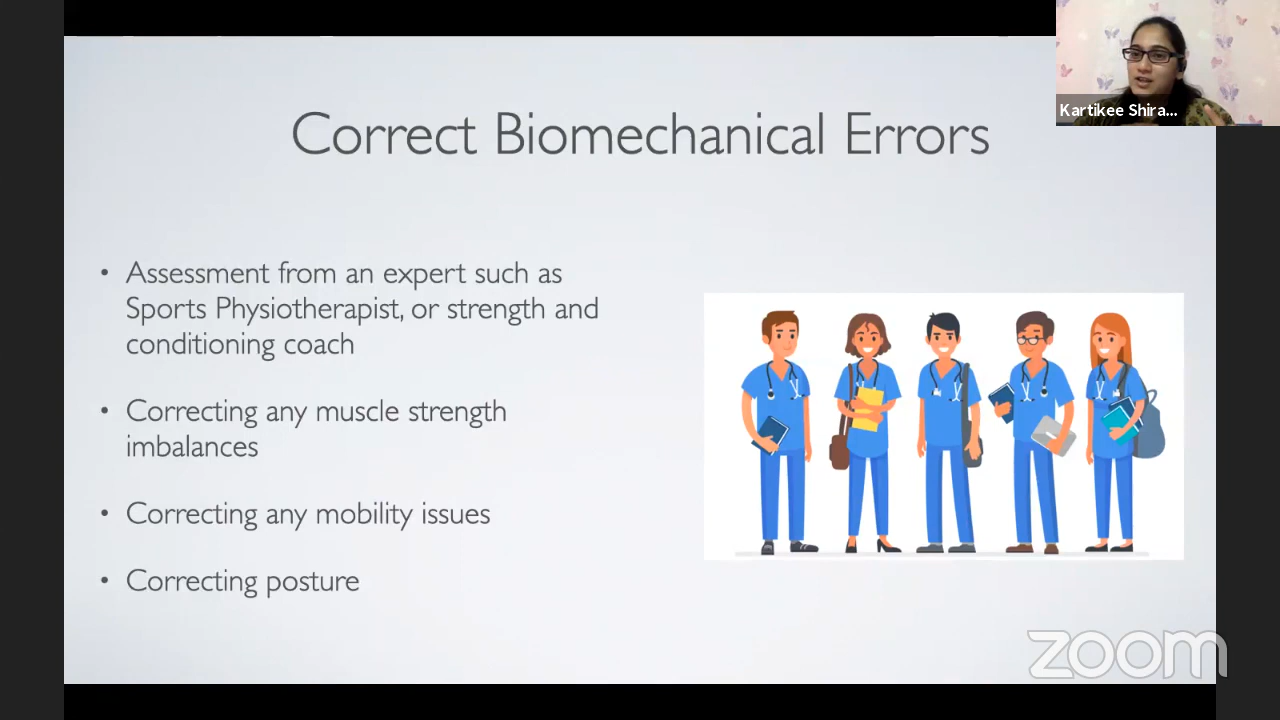 Kartikee Shira...
Correct Biomechanical Errors
• Assessment from an expert such as
Sports Physiotherapist, or strength and
conditioning coach
• Correcting any muscle strength
imbalances
• Correcting any mobility issues
• Correcting posture
zoom